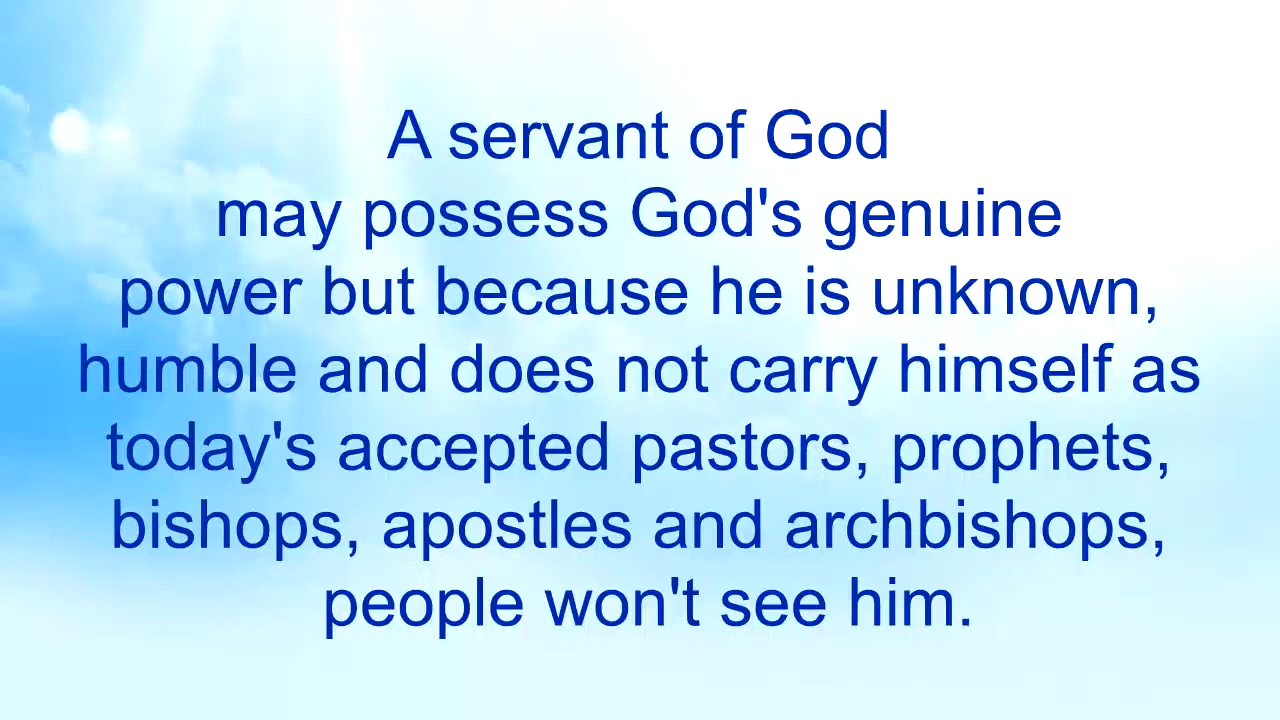 A servant of God
may possess God's genuine
power but because he is unknown,
humble and does not carry himself as
today's accepted pastors, prophets,
bishops, apostles and archbishops,
people won't see him.